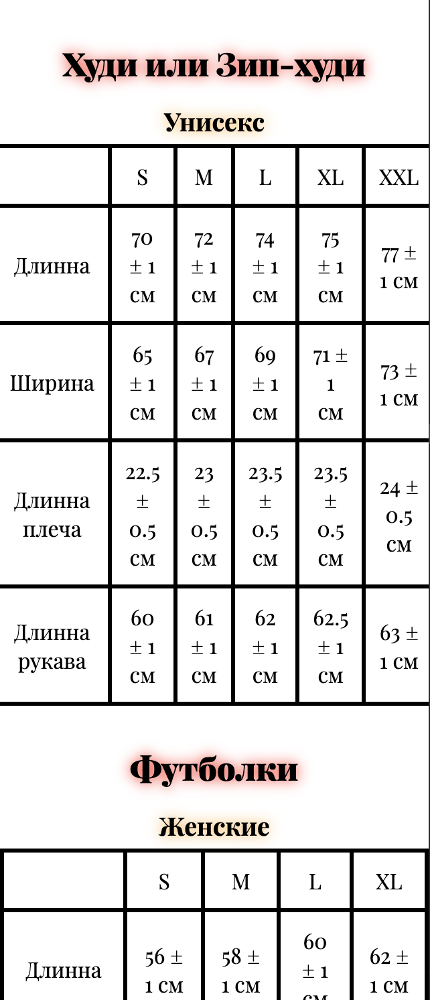 Худи или Зип-худи
Унисекс
S M L XL XXL
Длинна
70
± 1
см
72
± 1
см
74
± 1
см
75
± 1
см
77 ±
1 см
Ширина
65
± 1
см
67
± 1
см
69
± 1
см
71 ±
1
см
73 ±
1 см
Длинна
плеча
22.5
±
0.5
см
23
±
0.5
см
23.5
±
0.5
см
23.5
±
0.5
см
24 ±
0.5
см
Длинна
рукава
60
± 1
см
61
± 1
см
62
± 1
см
62.5
± 1
см
63 ±
1 см
Футболки
Женские
S M L XL
Длинна
56 ±
1 см
58 ±
1 см
60
± 1
см
62 ±
1 см